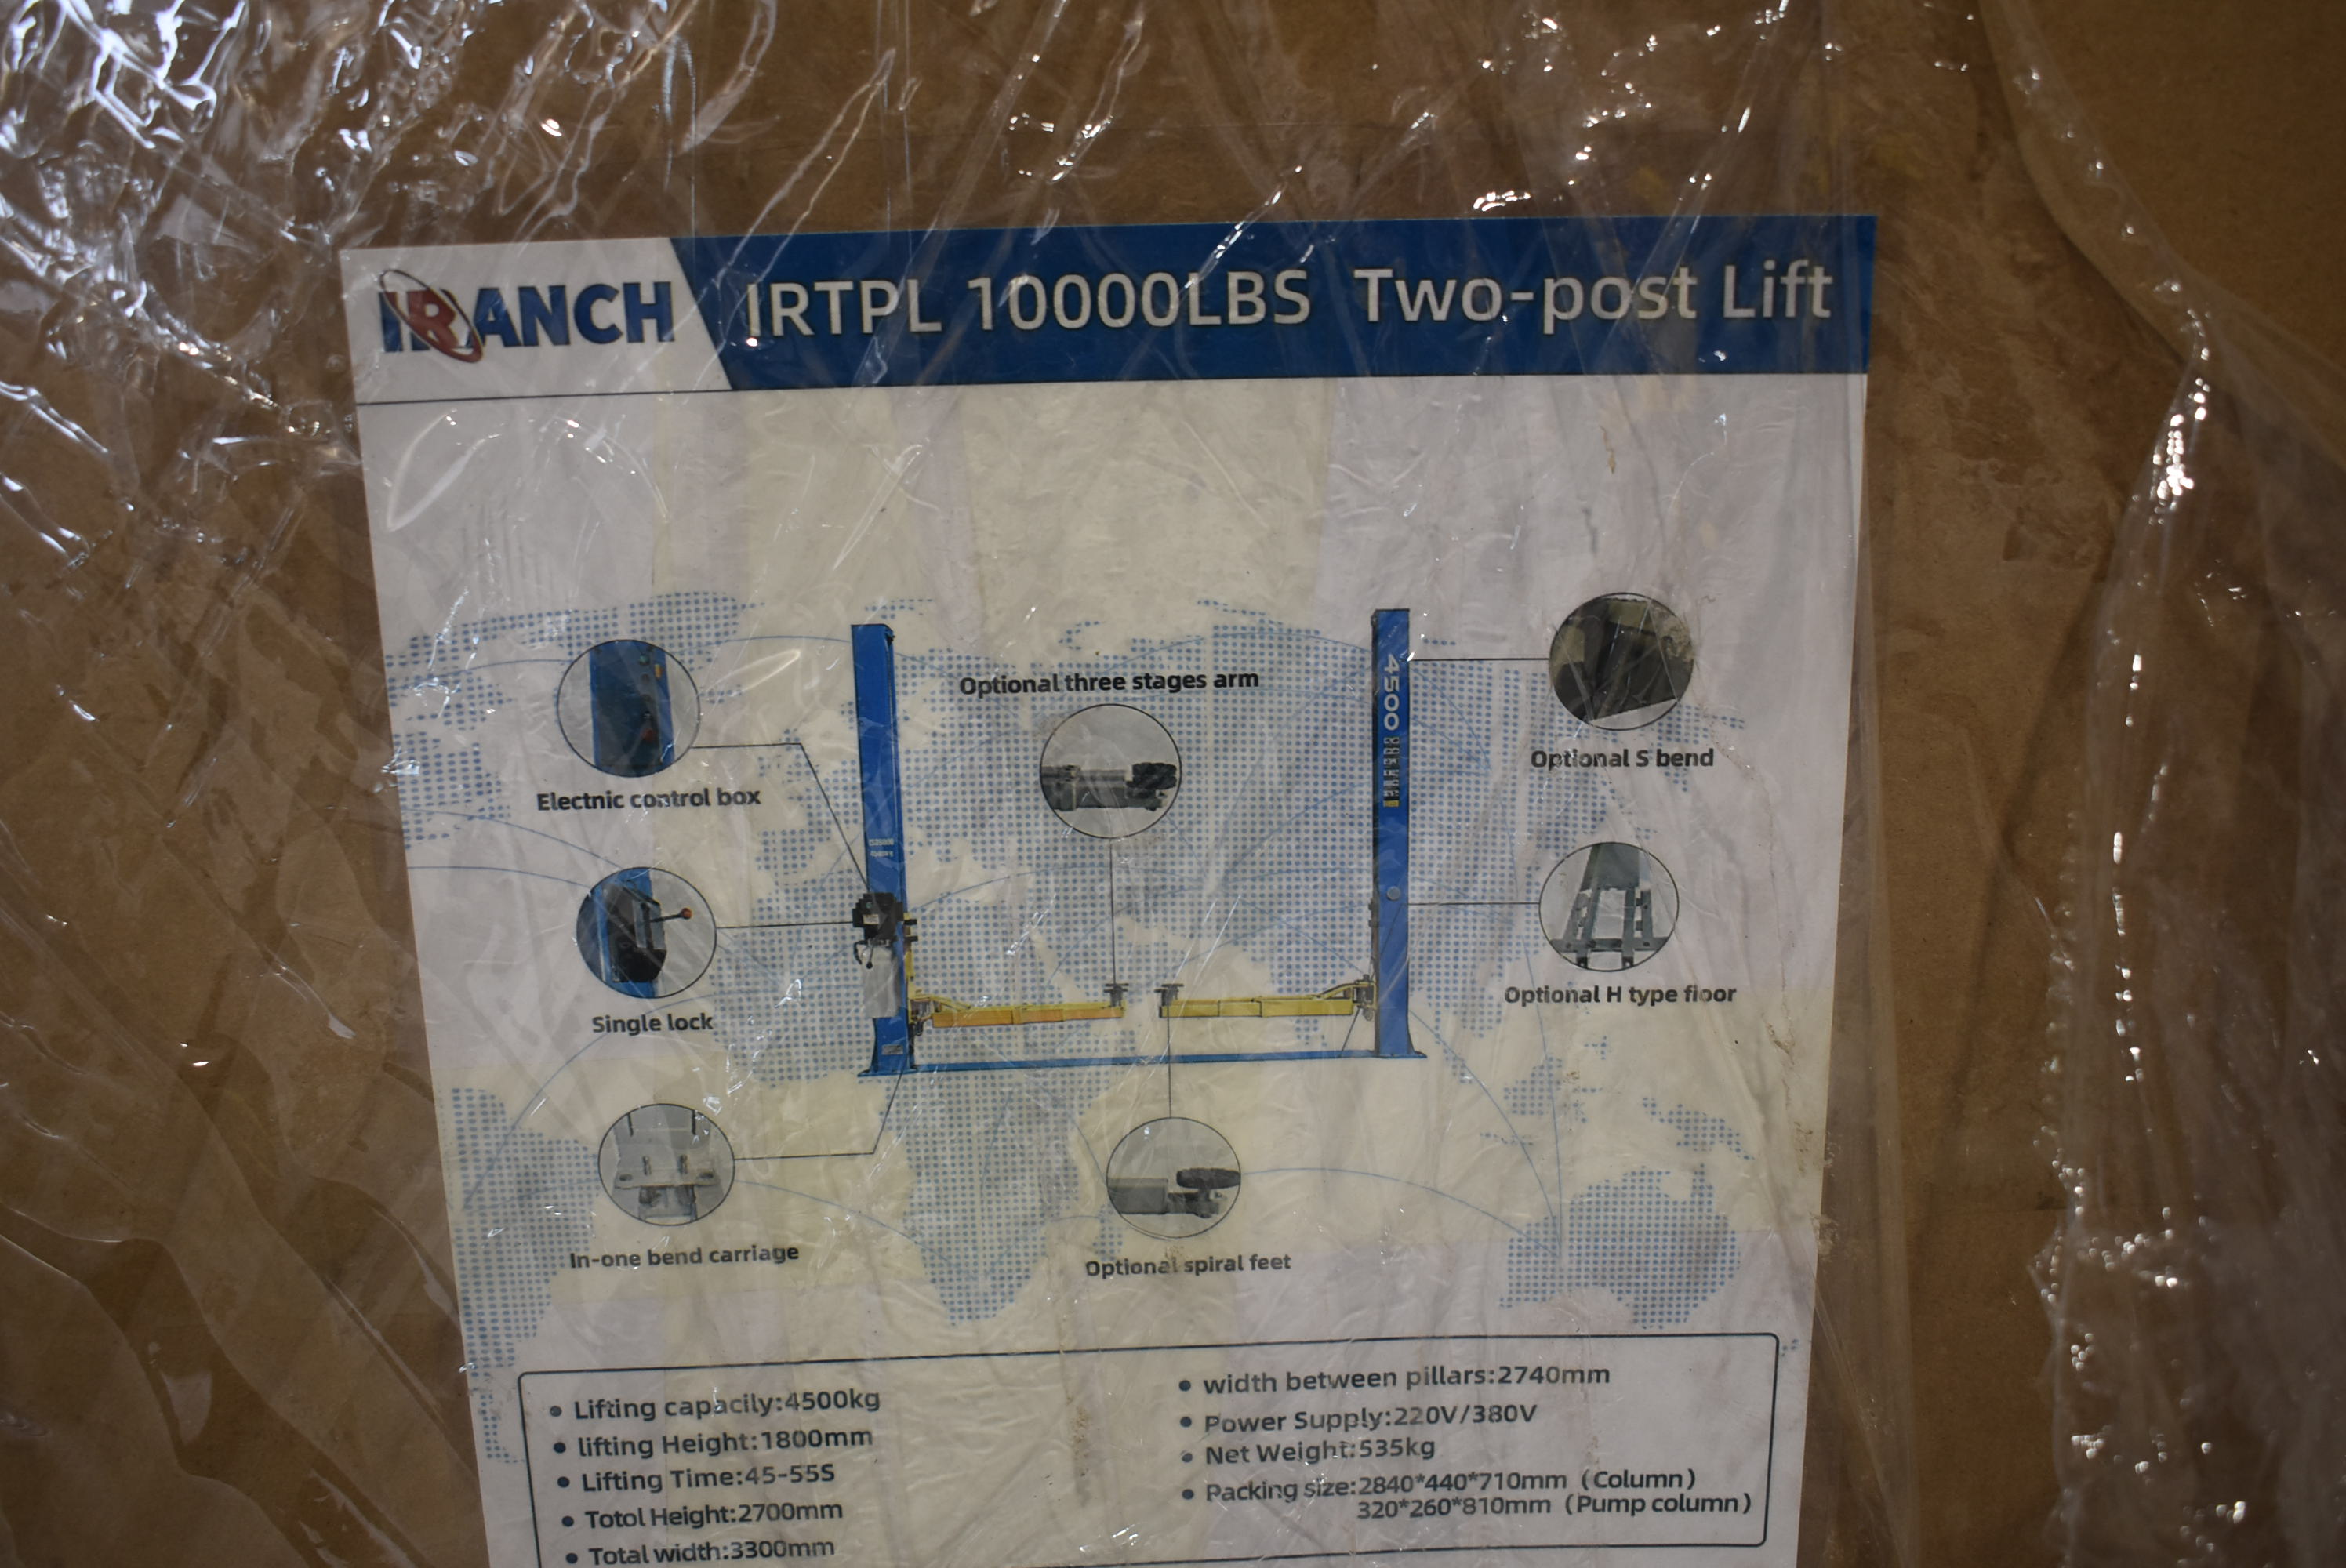 IRANCH IRTPL 10000LBS Two-post Lift
4500
Optional three stages arm
Optional S bend
Electnic control box
Optional H type floor
Single lock
In-one bend carriage
Optional spiral feet
• Lifting capacily:4500kg
• lifting Height:1800mm
• Lifting Time:45-55S
• Totol Height:2700mm
• Total width:3300mm
• width between pillars:2740mm
• Power Supply:220V/380V
• Net Weight:535kg
• Packing size:2840*440*710mm (Column)
320*260*810mm (Pump column)